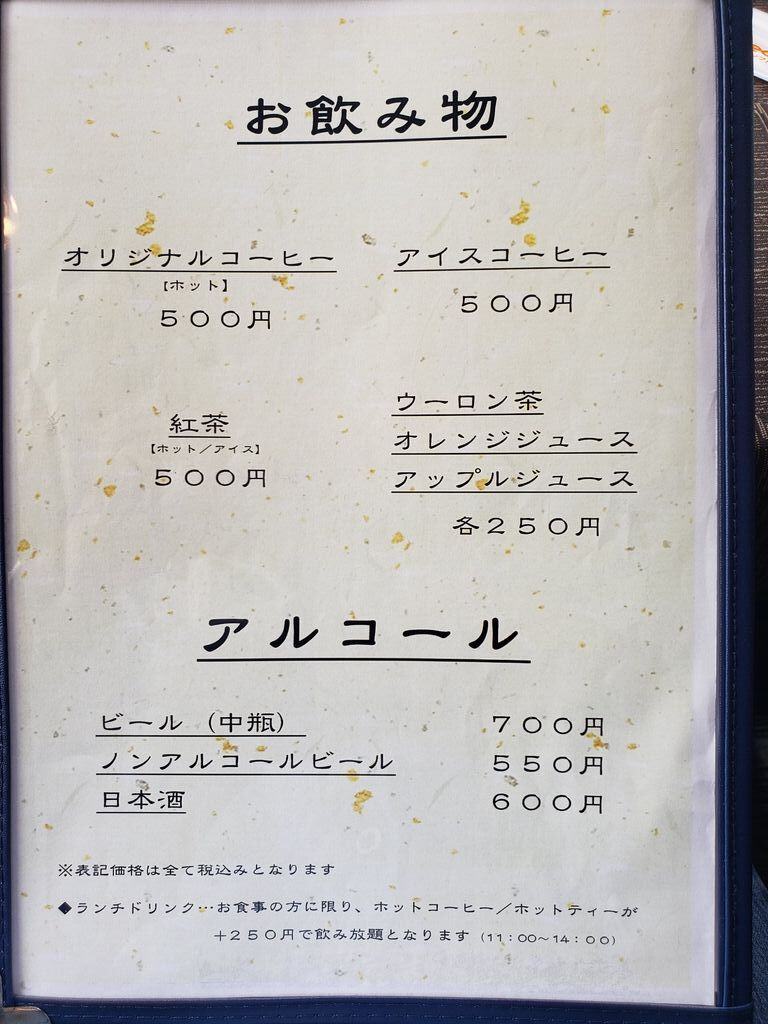 お飲み物
オリジナルコーヒー
【ホット】
５００円
アイスコーヒー
５００円
紅茶
【ホット／アイス】
５００円
ウーロン茶
オレンジジュース
アップルジュース
各２５０円
アルコール
ビール（中瓶） ７００円
ノンアルコールビール ５５０円
日本酒 ６００円
※表記価格は全て税込みとなります
◆ランチドリンク…お食事の方に限り、ホットコーヒー／ホットティーが
＋２５０円で飲み放題となります（11：00～14：00）